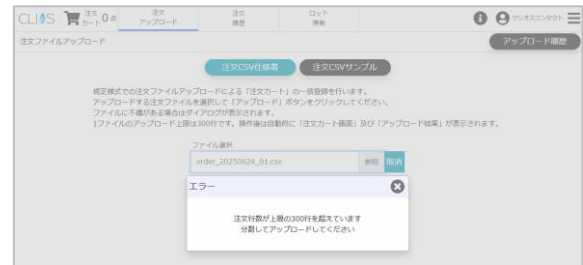 CLIOS
注文カート 0点
注文アップロード
注文履歴
ロット情報
クリオスコンタクト
注文ファイルアップロード
アップロード履歴
注文CSV仕様書
注文CSVサンプル
規定様式での注文ファイルアップロードによる「注文カート」の一括登録を行います。
アップロードする注文ファイルを選択して「アップロード」ボタンをクリックしてください。
ファイルに不備がある場合はダイアログが表示されます。
1ファイルのアップロード上限は300行です。操作後は自動的に「注文カート画面」及び「アップロード結果」が表示されます。
ファイル選択
order_20250624_01.csv
参照
取消
エラー
注文行数が上限の300行を超えています
分割してアップロードしてください